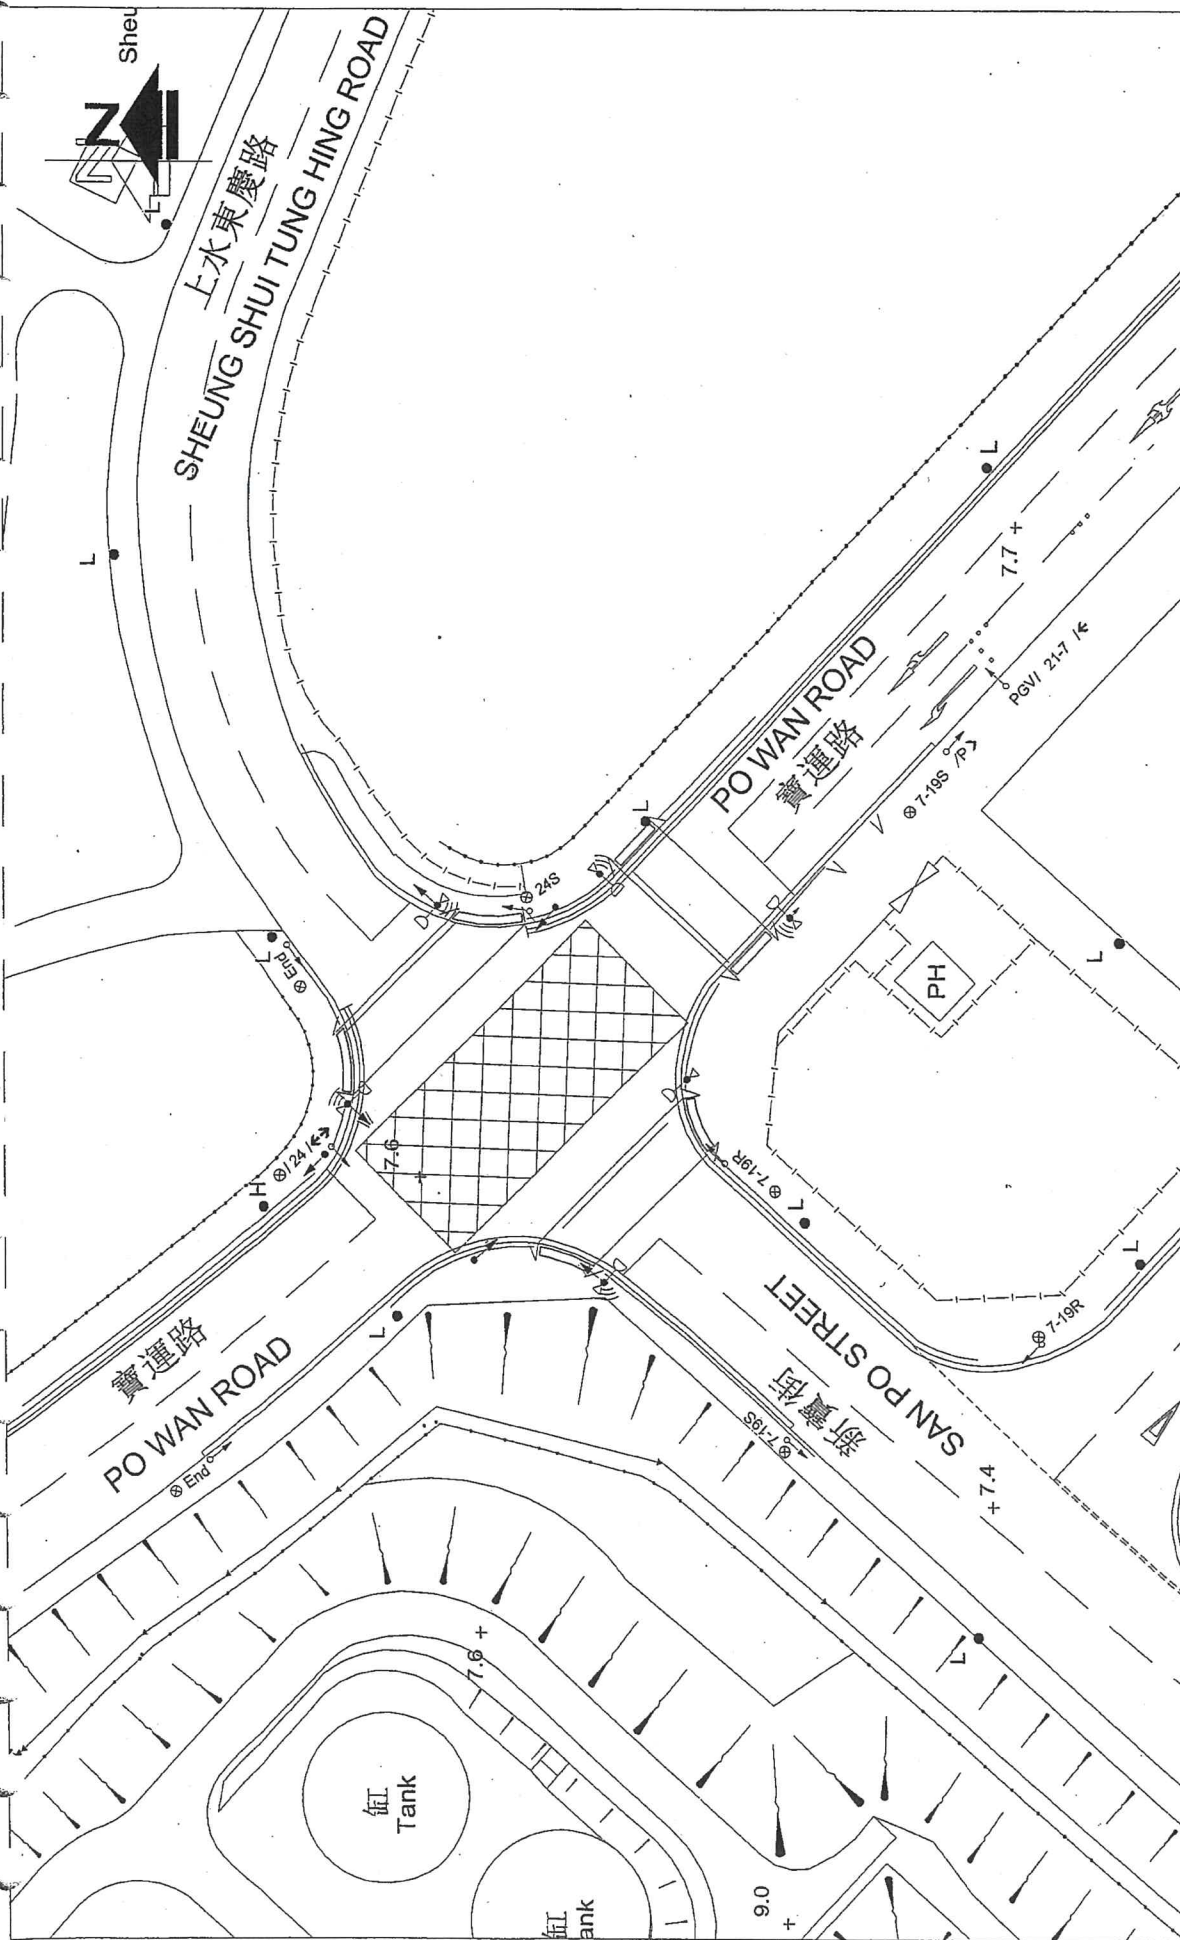 Sheu
N
L
上水東慶路
SHEUNG SHUI TUNG HING ROAD
L
L
7.7 +
PO WAN ROAD
寶運路
PGV/ 21-7 /
L
24S
7-19S /P
L
End
PH
L
H
/ 24 /
7.6
7-19R
L
L
7-19R
寶運路
PO WAN ROAD
L
End
SAN PO STREET
新寶街
7-19S
+ 7.4
L
7.6 +
缸
Tank
缸
ank
9.0
+